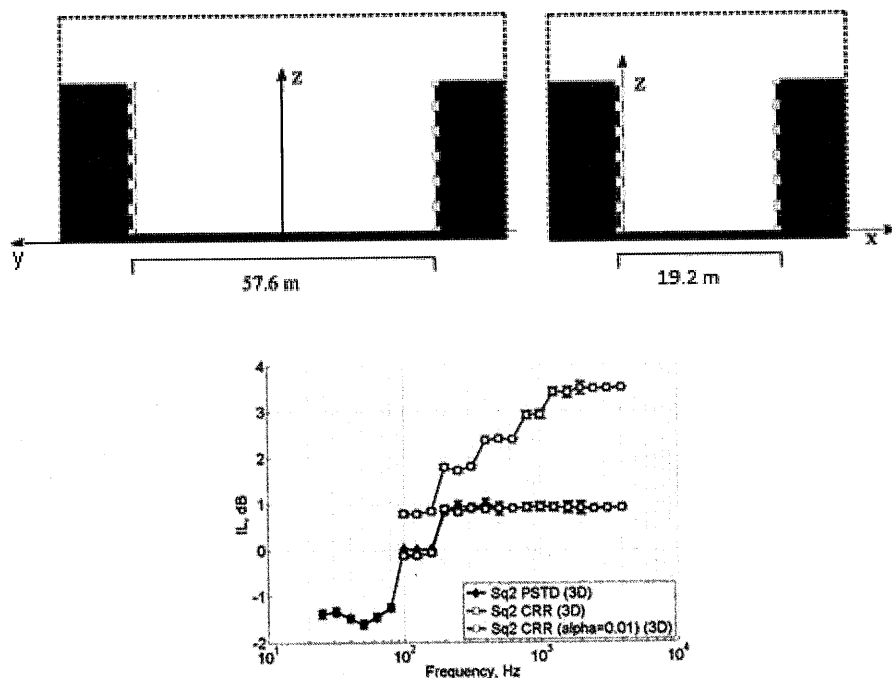 z
z
y
x
57.6 m
19.2 m
4
3
2
1
0
-1
-2
IL, dB
Sq2 PSTD (3D)
Sq2 CRR (3D)
Sq2 CRR (alpha=0.01) (3D)
10^1
10^2
10^3
10^4
Frequency, Hz